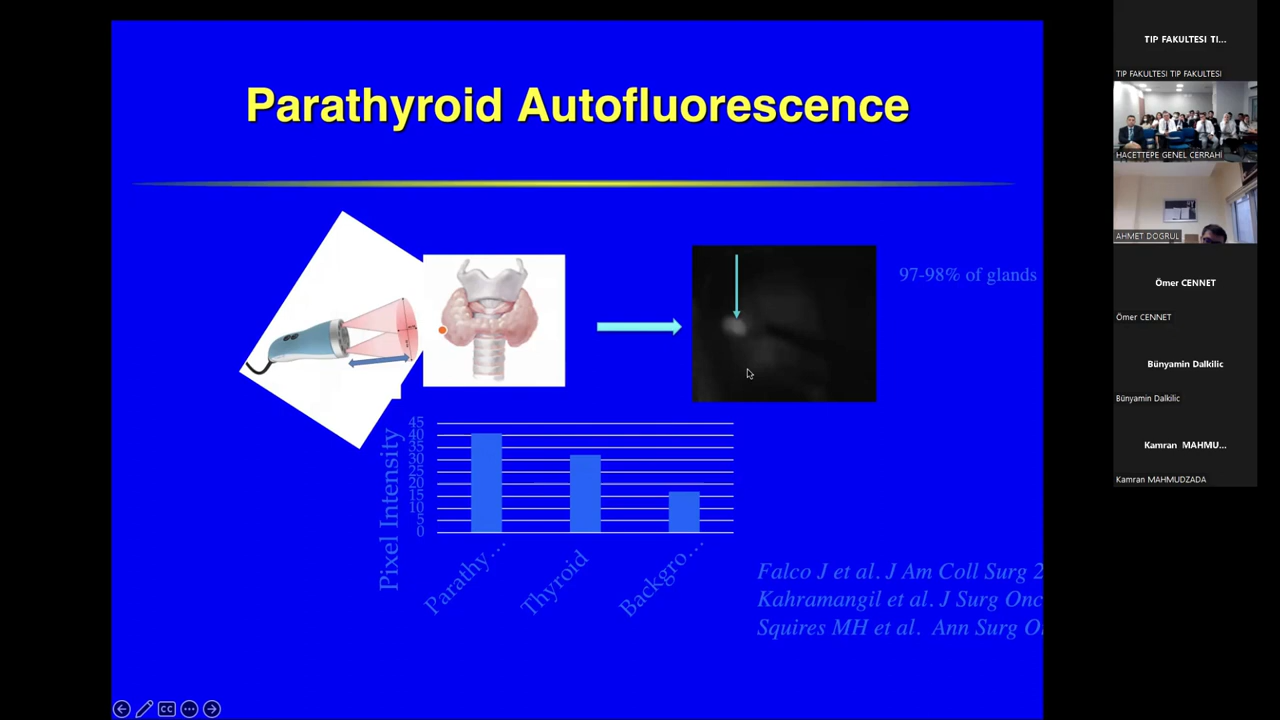 Parathyroid Autofluorescence
97-98% of glands
Pixel Intensity
45
40
35
30
25
20
15
10
5
0
Parathy...
Thyroid
Backgro...
Falco J et al. J Am Coll Surg 2
Kahramangil et al. J Surg Onc
Squires MH et al. Ann Surg O
CC
TIP FAKULTESI TI...
TIP FAKULTESI TIP FAKULTESI
HACETTEPE GENEL CERRAHİ
AHMET DOGRUL
Ömer CENNET
Ömer CENNET
Bünyamin Dalkilic
Bünyamin Dalkilic
Kamran MAHMU...
Kamran MAHMUDZADA